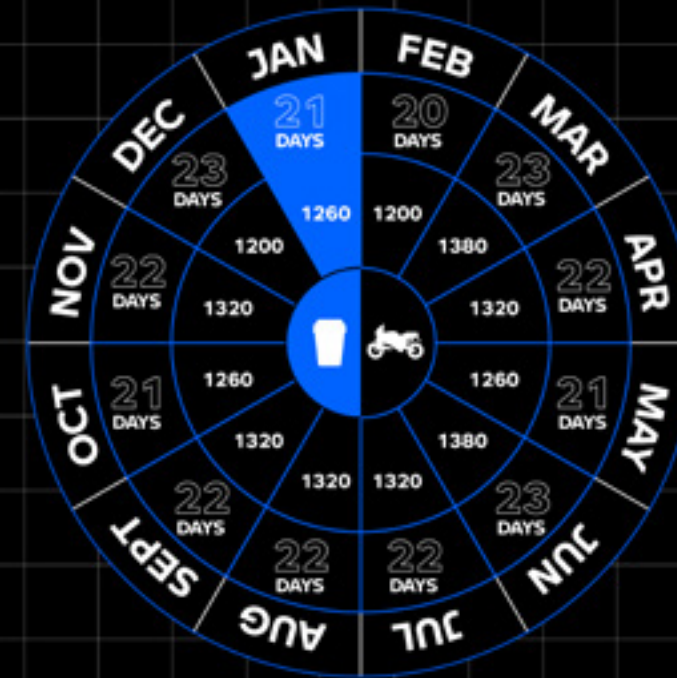 JAN
21
DAYS
1260
FEB
20
DAYS
1200
MAR
23
DAYS
1380
APR
22
DAYS
1320
MAY
21
DAYS
1260
JUN
23
DAYS
1380
JUL
22
DAYS
1320
AUG
22
DAYS
1320
SEPT
22
DAYS
1320
OCT
21
DAYS
1260
NOV
22
DAYS
1320
DEC
23
DAYS
1200